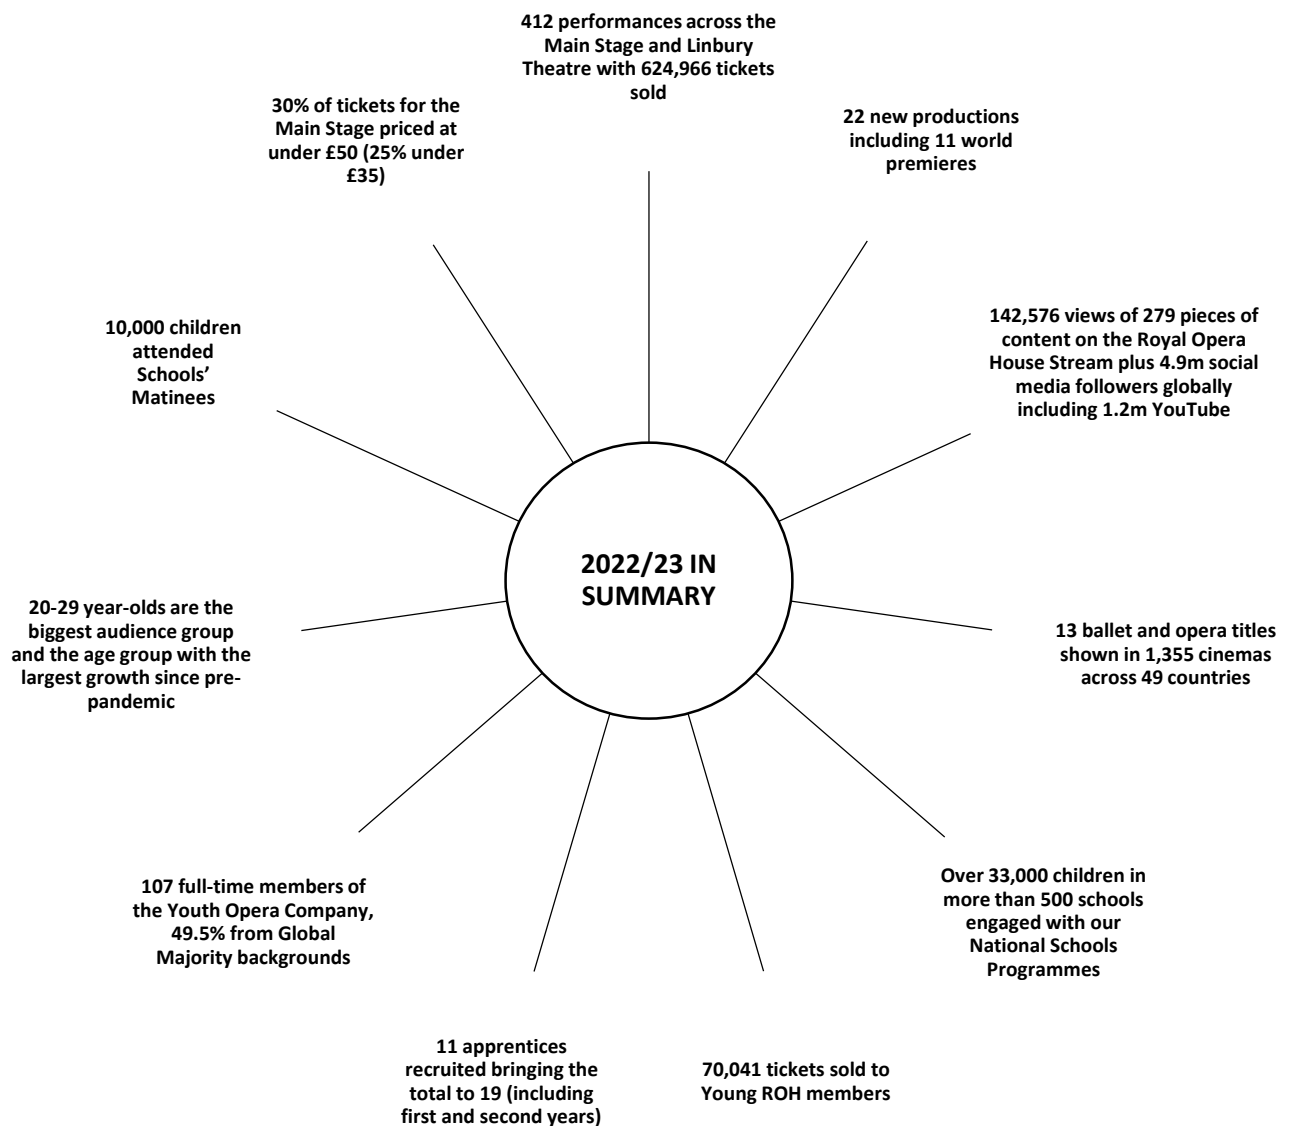 412 performances across the
Main Stage and Linbury
Theatre with 624,966 tickets
sold
30% of tickets for the
Main Stage priced at
under £50 (25% under
£35)
22 new productions
including 11 world
premieres
10,000 children
attended
Schools’
Matinees
142,576 views of 279 pieces of
content on the Royal Opera
House Stream plus 4.9m social
media followers globally
including 1.2m YouTube
2022/23 IN
SUMMARY
20-29 year-olds are the
biggest audience group
and the age group with the
largest growth since pre-
pandemic
13 ballet and opera titles
shown in 1,355 cinemas
across 49 countries
107 full-time members of
the Youth Opera Company,
49.5% from Global
Majority backgrounds
Over 33,000 children in
more than 500 schools
engaged with our
National Schools
Programmes
11 apprentices
recruited bringing the
total to 19 (including
first and second years)
70,041 tickets sold to
Young ROH members